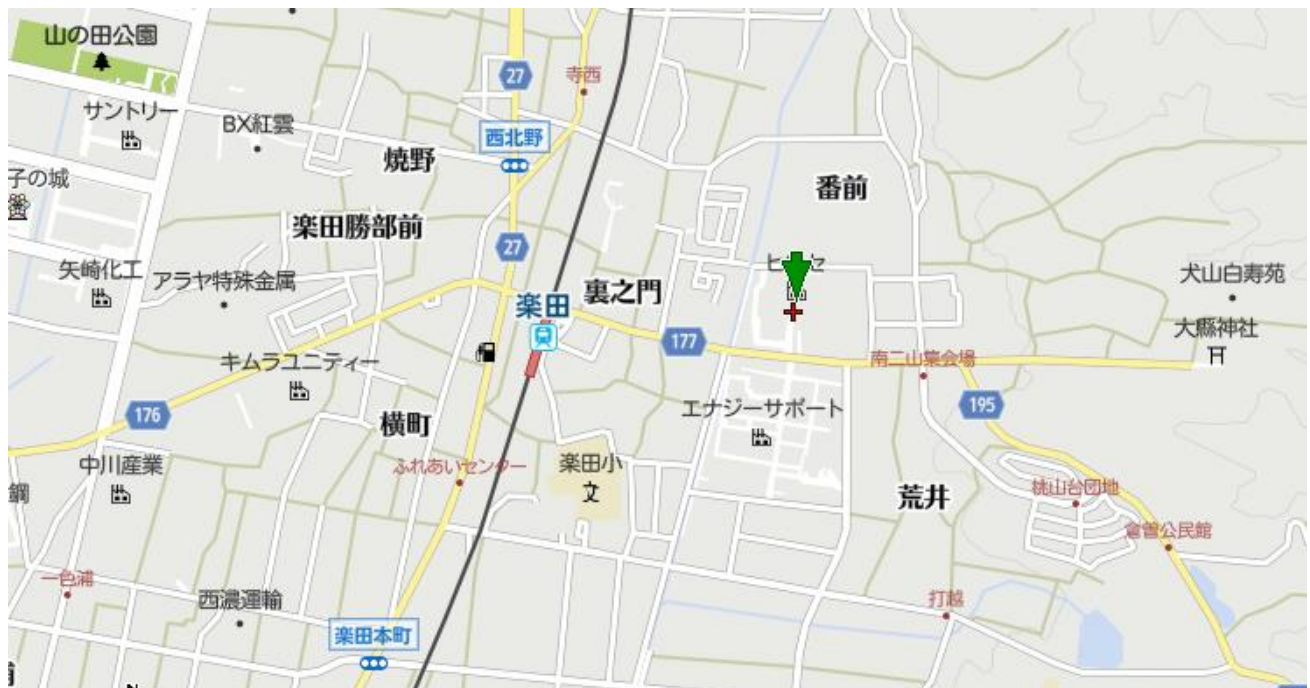 山の田公園
27
寺西
サントリー
BX紅雲
西北野
焼野
番前
子の城
楽田勝部前
27
矢崎化工
アラヤ特殊金属
裏之門
楽田
犬山白寿苑
大縣神社
177
キムラユニティー
南二山集会場
176
エナジーサポート
195
横町
中川産業
ふれあいセンター
楽田小
文
荒井
桃山台団地
倉曽公民館
一色浦
西濃運輸
打越
楽田本町